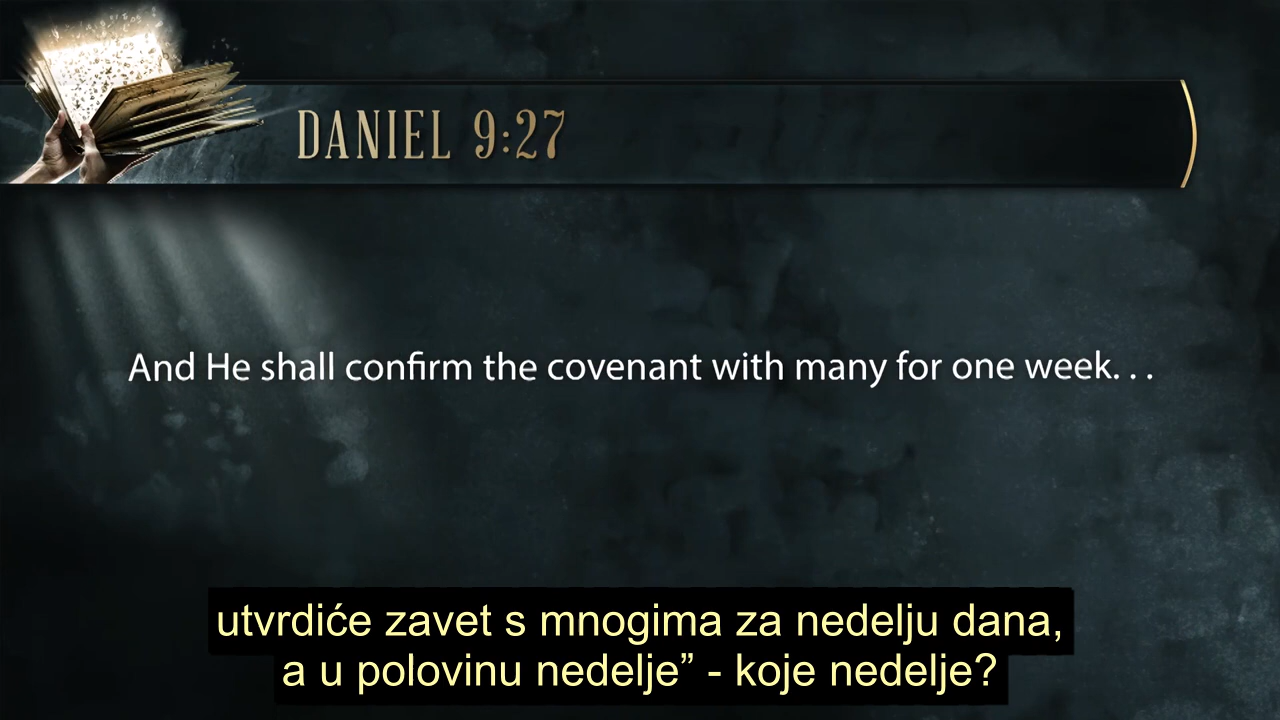 DANIEL 9:27
And He shall confirm the covenant with many for one week. . .
utvrdiće zavet s mnogima za nedelju dana,
a u polovinu nedelje” - koje nedelje?